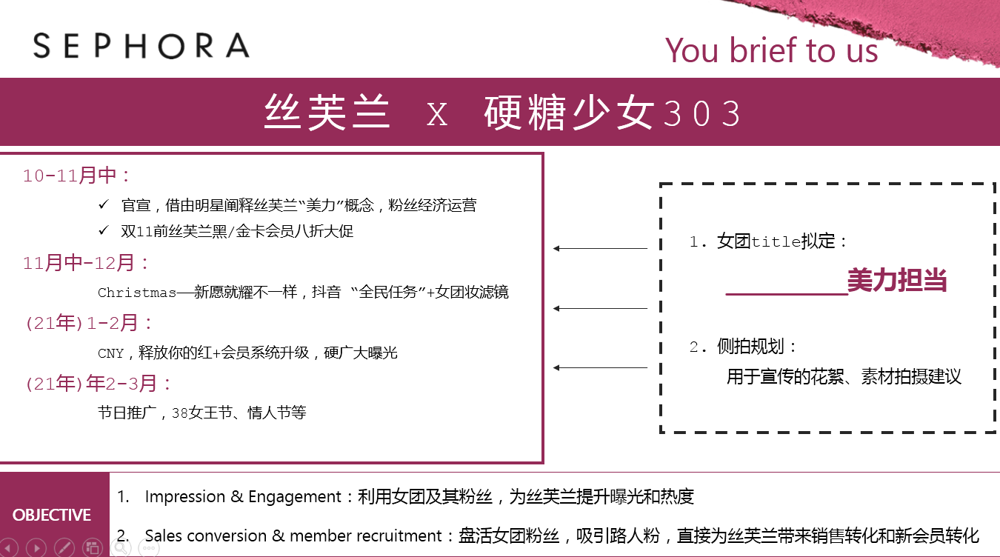 SEPHORA
You brief to us
丝芙兰 x 硬糖少女303
10-11月中：
✓ 官宣，借由明星阐释丝芙兰“美力”概念，粉丝经济运营
✓ 双11前丝芙兰黑/金卡会员八折大促
11月中-12月：
Christmas——新愿就耀不一样，抖音 “全民任务”+女团妆滤镜
(21年)1-2月：
CNY，释放你的红+会员系统升级，硬广大曝光
(21年)年2-3月：
节日推广，38女王节、情人节等
1. 女团title拟定：
________美力担当
2. 侧拍规划：
用于宣传的花絮、素材拍摄建议
OBJECTIVE
1. Impression & Engagement：利用女团及其粉丝，为丝芙兰提升曝光和热度
2. Sales conversion & member recruitment：盘活女团粉丝，吸引路人粉，直接为丝芙兰带来销售转化和新会员转化